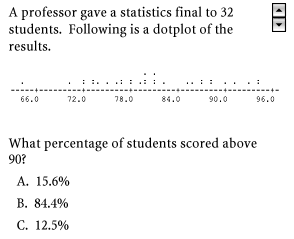 A professor gave a statistics final to 32
students. Following is a dotplot of the
results.
66.0 72.0 78.0 84.0 90.0 96.0
What percentage of students scored above
90?
A. 15.6%
B. 84.4%
C. 12.5%